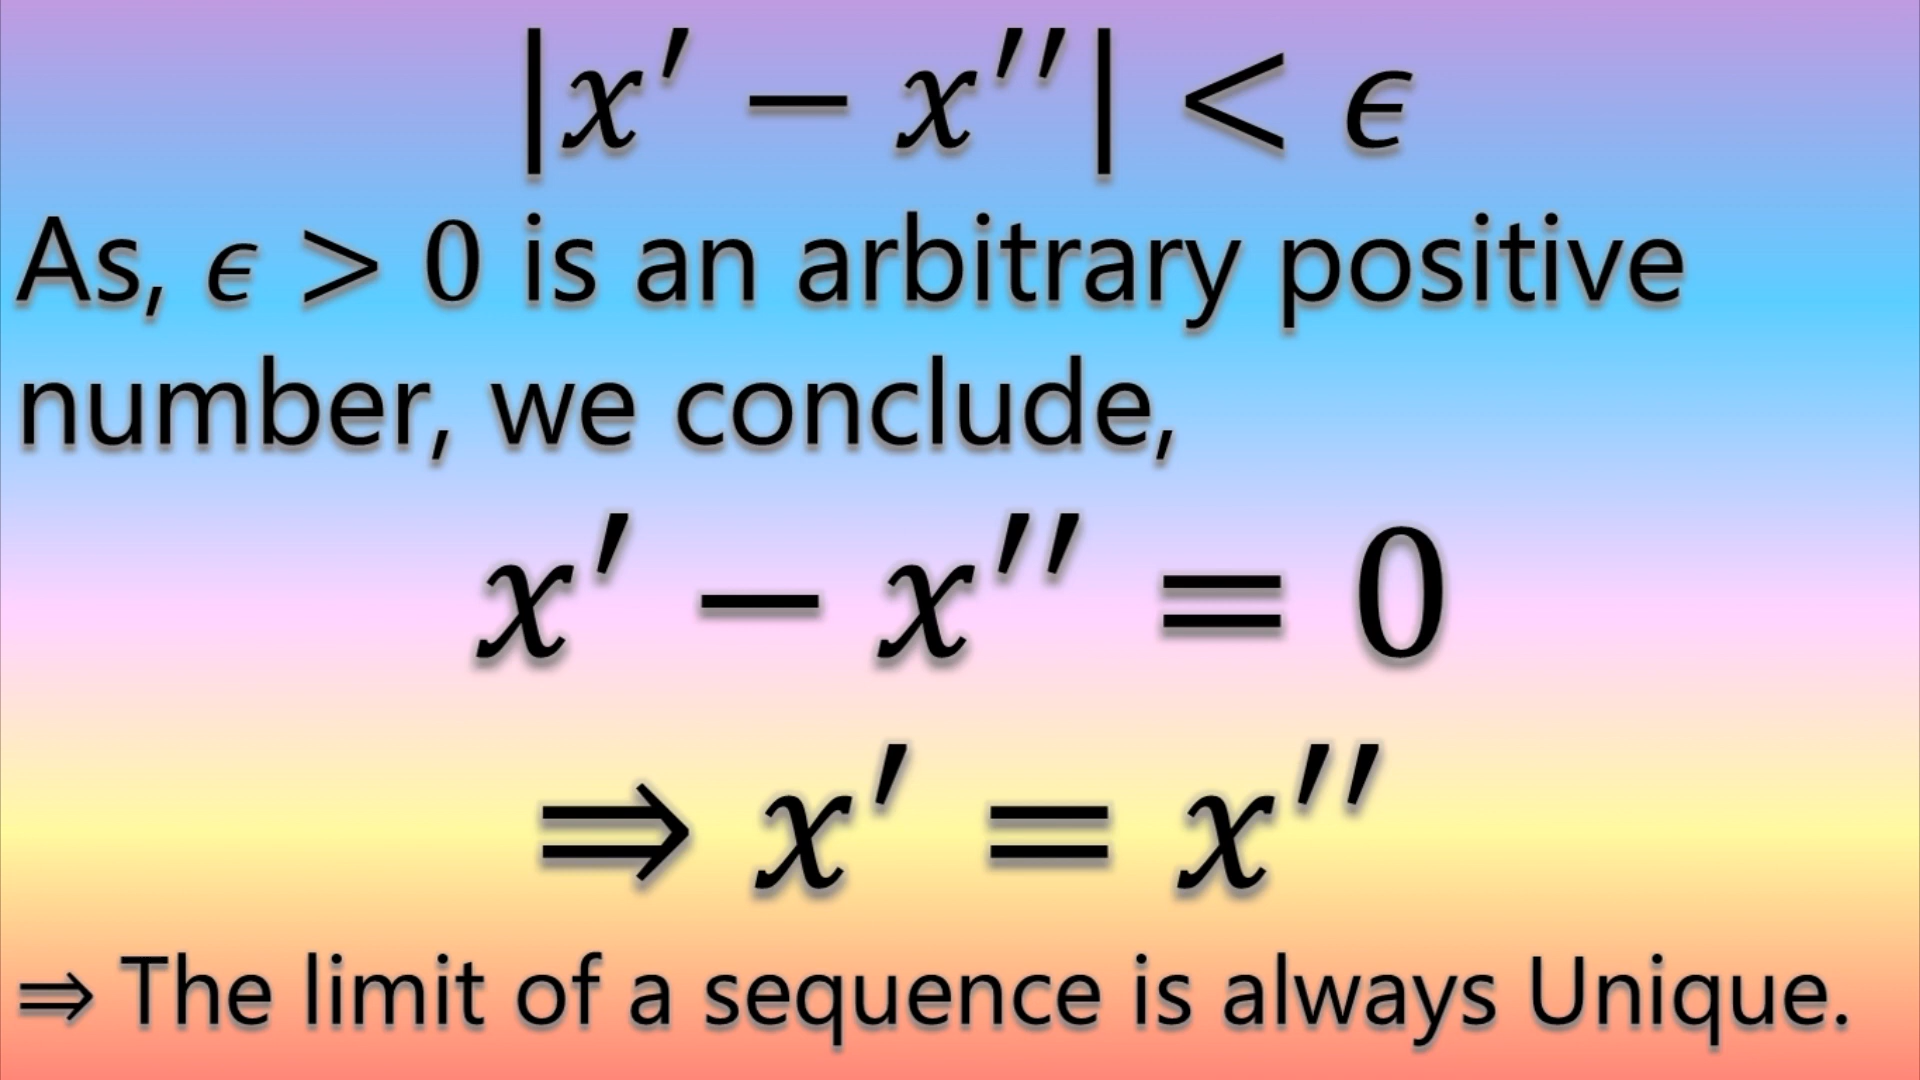 |x′ − x′′| < ϵ
As, ϵ > 0 is an arbitrary positive
number, we conclude,
x′ − x′′ = 0
⇒ x′ = x′′
⇒ The limit of a sequence is always Unique.